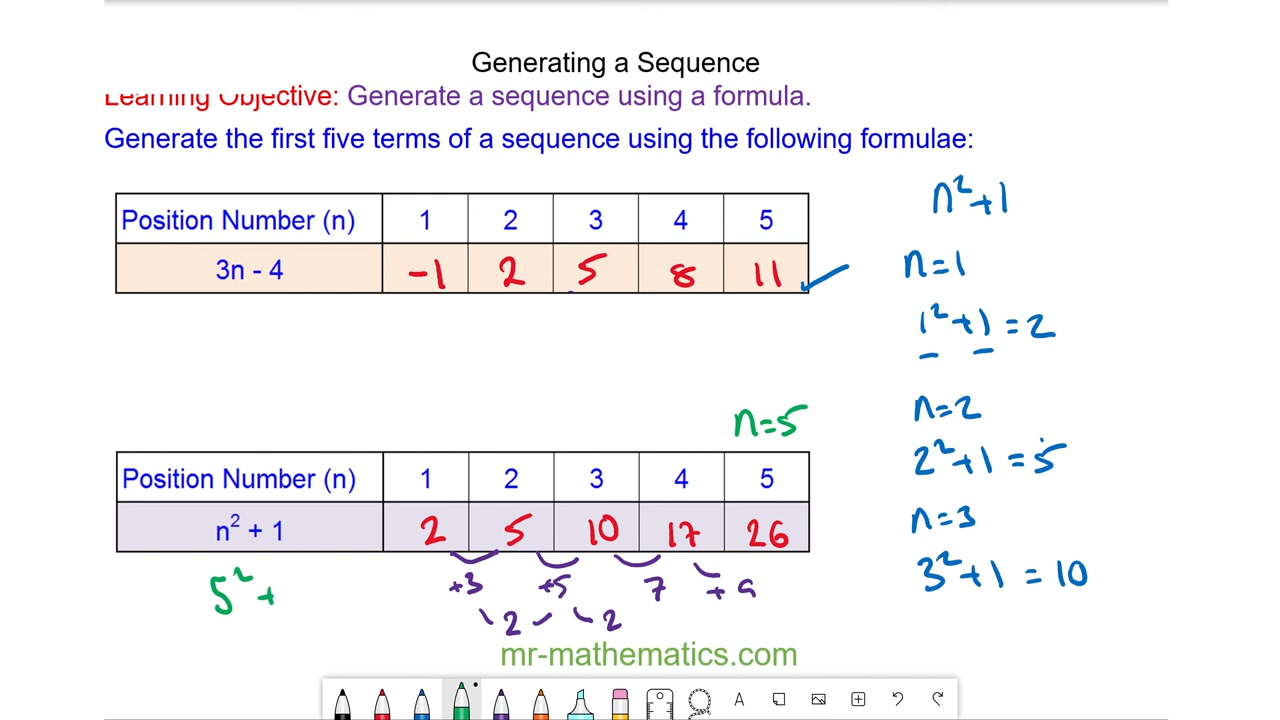 Generating a Sequence
Learning Objective: Generate a sequence using a formula.
Generate the first five terms of a sequence using the following formulae:
n²+1
Position Number (n) 1 2 3 4 5
3n - 4 -1 2 5 8 11
n=1
1²+1=2
n=2
n=5
2²+1=5
Position Number (n) 1 2 3 4 5
n² + 1 2 5 10 17 26
n=3
3²+1=10
5²+
+3 +5 7 +9
2 2
mr-mathematics.com
A